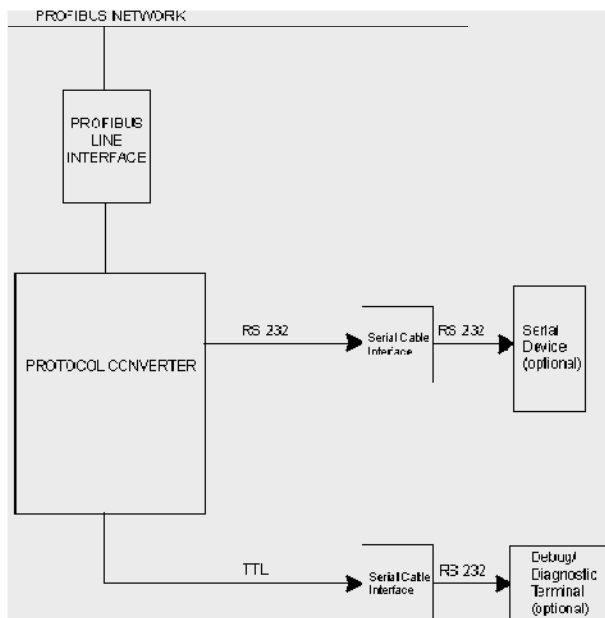 PROFIBUS NETWORK
PROFIBUS
LINE
INTERFACE
PROTOCOL CONVERTER
RS 232
Serial Cable
Interface
RS 232
Serial
Device
(optional)
TTL
Serial Cable
Interface
RS 232
Debug/
Diagnostic
Terminal
(optional)